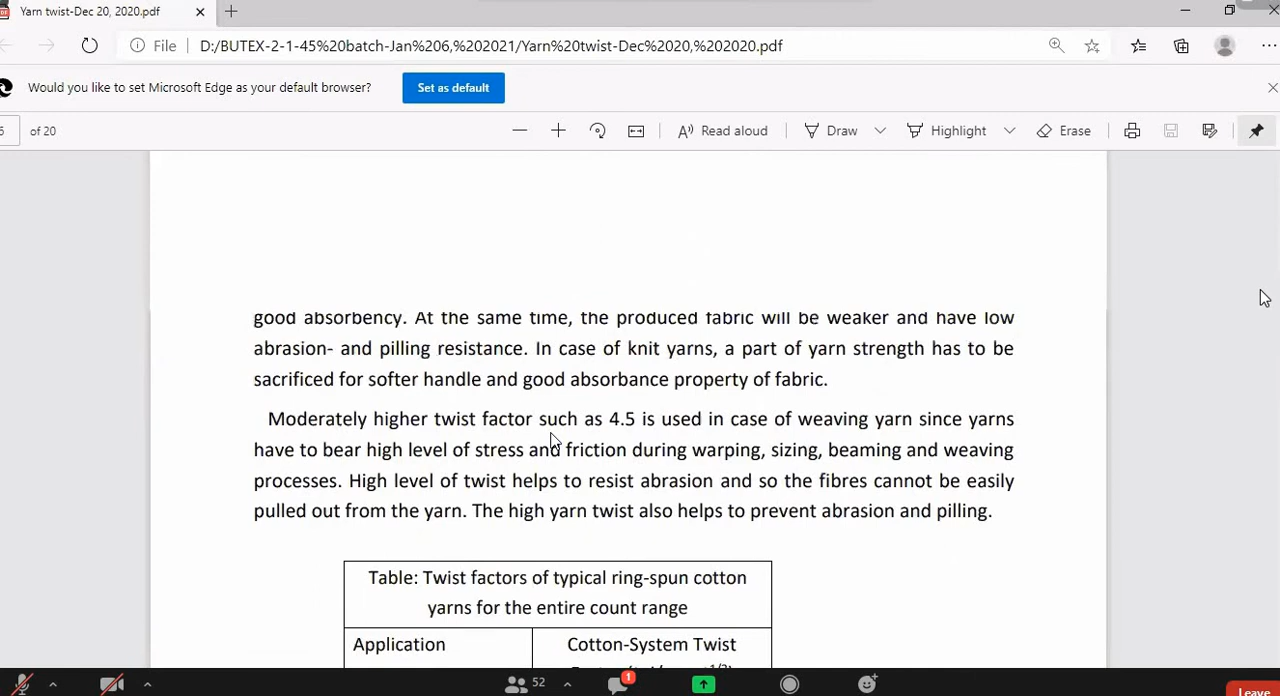 Yarn twist-Dec 20, 2020.pdf
File
D:/BUTEX-2-1-45%20batch-Jan%206,%202021/Yarn%20twist-Dec%2020,%202020.pdf
Would you like to set Microsoft Edge as your default browser?
Set as default
of 20
Read aloud
Draw
Highlight
Erase
good absorbency. At the same time, the produced fabric will be weaker and have low
abrasion- and pilling resistance. In case of knit yarns, a part of yarn strength has to be
sacrificed for softer handle and good absorbance property of fabric.
Moderately higher twist factor such as 4.5 is used in case of weaving yarn since yarns
have to bear high level of stress and friction during warping, sizing, beaming and weaving
processes. High level of twist helps to resist abrasion and so the fibres cannot be easily
pulled out from the yarn. The high yarn twist also helps to prevent abrasion and pilling.
Table: Twist factors of typical ring-spun cotton
yarns for the entire count range
Application
Cotton-System Twist
52
1
Leave